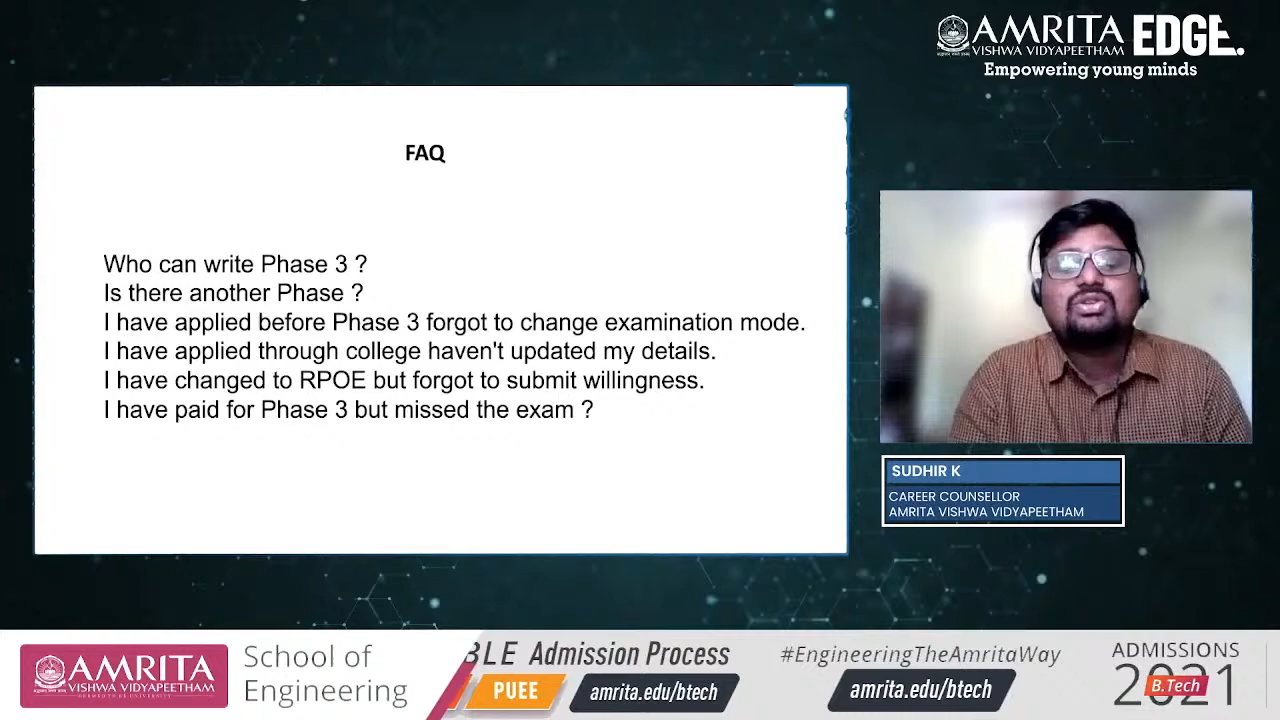 AMRITA EDGE.
VISHWA VIDYAPEETHAM
Empowering young minds
FAQ
Who can write Phase 3 ?
Is there another Phase ?
I have applied before Phase 3 forgot to change examination mode.
I have applied through college haven't updated my details.
I have changed to RPOE but forgot to submit willingness.
I have paid for Phase 3 but missed the exam ?
SUDHIR K
CAREER COUNSELLOR
AMRITA VISHWA VIDYAPEETHAM
AMRITA
VISHWA VIDYAPEETHAM
School of
Engineering
BLE Admission Process
PUEE
amrita.edu/btech
#EngineeringTheAmritaWay
amrita.edu/btech
ADMISSIONS
2021
B.Tech